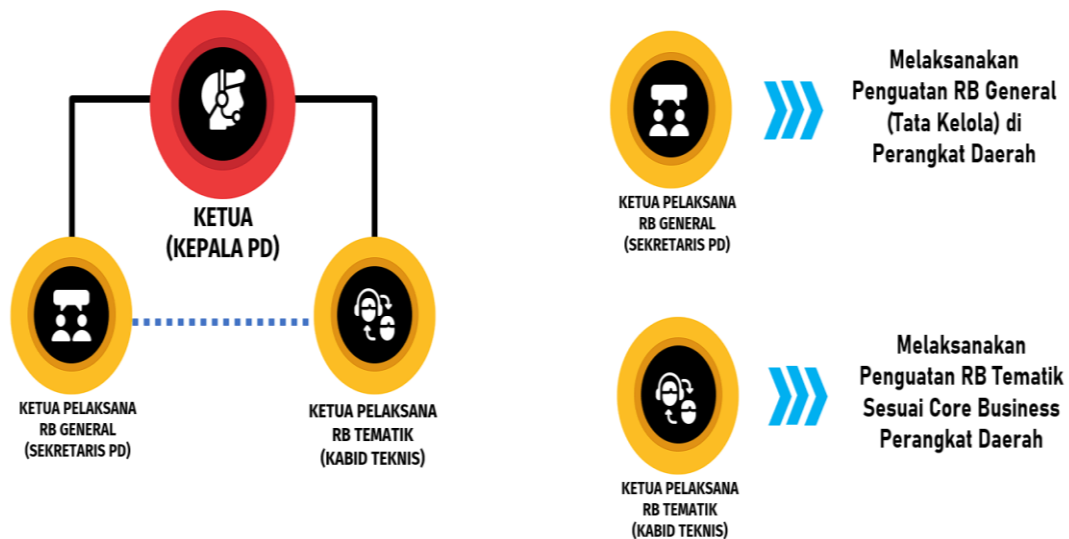 KETUA
(KEPALA PD)
KETUA PELAKSANA
RB GENERAL
(SEKRETARIS PD)
KETUA PELAKSANA
RB TEMATIK
(KABID TEKNIS)
KETUA PELAKSANA
RB GENERAL
(SEKRETARIS PD)
Melaksanakan
Penguatan RB General
(Tata Kelola) di
Perangkat Daerah
KETUA PELAKSANA
RB TEMATIK
(KABID TEKNIS)
Melaksanakan
Penguatan RB Tematik
Sesuai Core Business
Perangkat Daerah